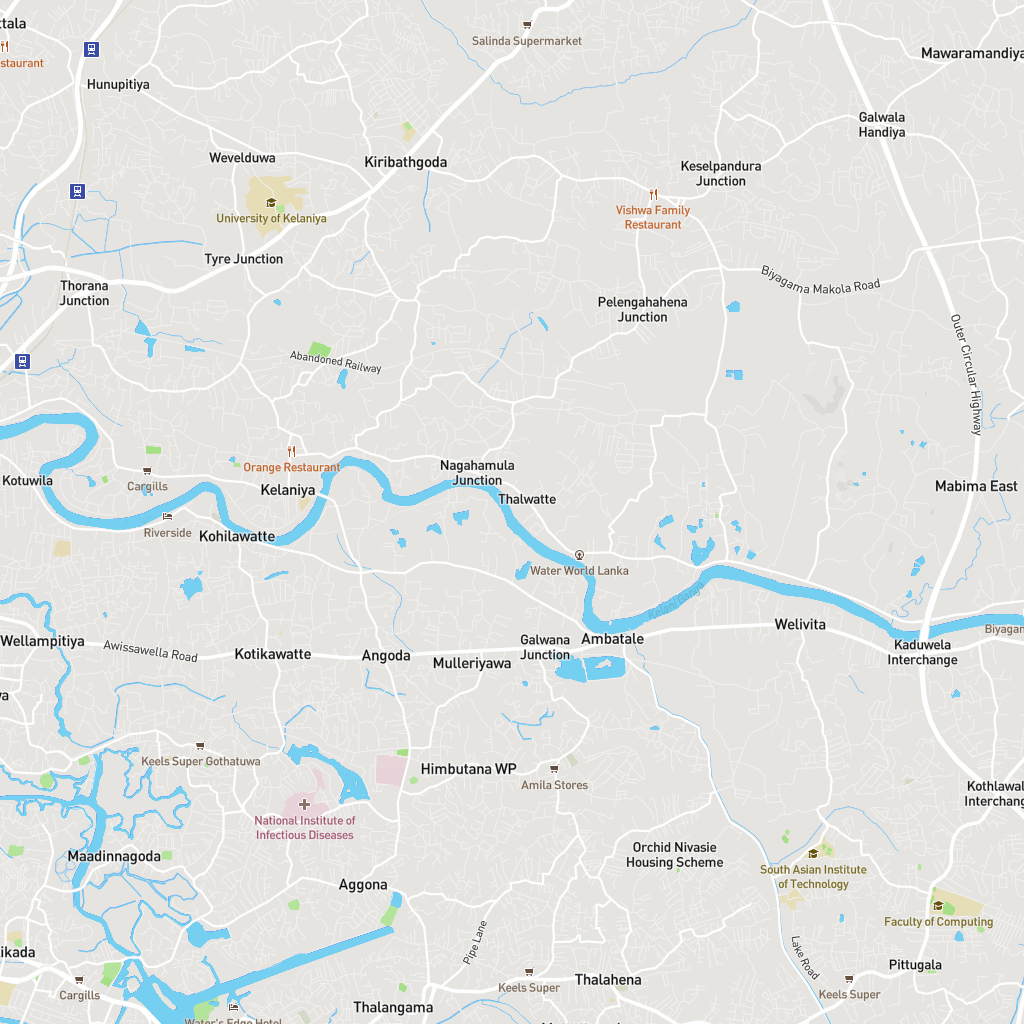 Salinda Supermarket
Mawaramandiya
Hunupitiya
Galwala
Handiya
Wevelduwa
Kiribathgoda
Keselpandura
Junction
University of Kelaniya
Vishwa Family
Restaurant
Tyre Junction
Thorana
Junction
Biyagama Makola Road
Pelengahahena
Junction
Outer Circular Highway
Abandoned Railway
Orange Restaurant
Nagahamula
Junction
Kotuwila
Cargills
Kelaniya
Thalwatte
Mabima East
Riverside
Kohilawatte
Water World Lanka
Kelani Ganga
Wellampitiya
Awissawella Road
Kotikawatte
Angoda
Mulleriyawa
Galwana
Junction
Ambatale
Welivita
Biyagam
Kaduwela
Interchange
Keels Super Gothatuwa
Himbutana WP
Amila Stores
Kothlawal
Interchang
National Institute of
Infectious Diseases
Maadinnagoda
Orchid Nivasie
Housing Scheme
South Asian Institute
of Technology
Aggona
Faculty of Computing
Pipe Lane
Lake Road
ikada
Pittugala
Cargills
Keels Super
Thalahena
Keels Super
Thalangama
Water's Edge Hotel